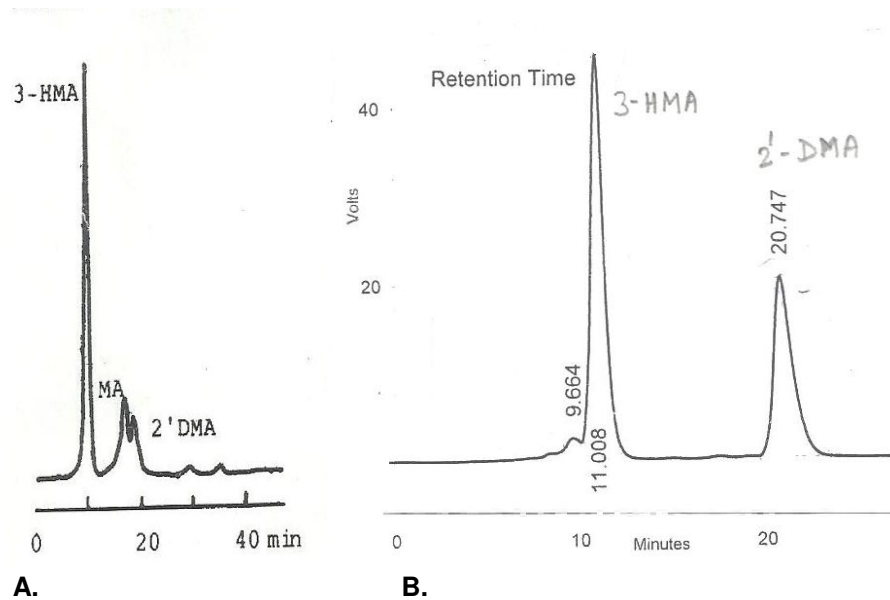 3-HMA
MA
2'DMA
0 20 40 min
A.
Retention Time
3-HMA
2'-DMA
40
20
Volts
9.664
11.008
20.747
0 10 Minutes 20
B.